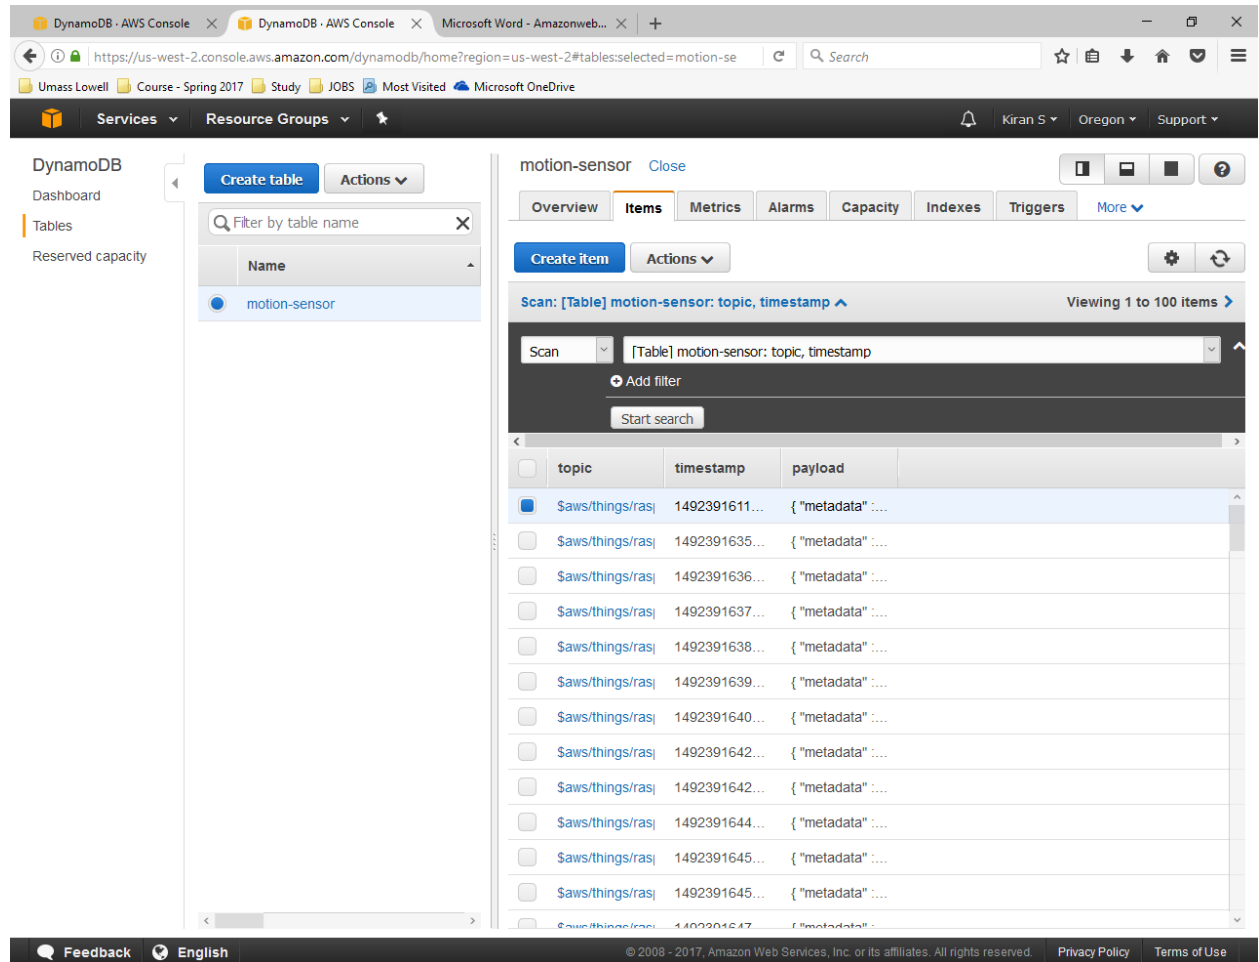 DynamoDB · AWS Console
DynamoDB · AWS Console
Microsoft Word - Amazonweb...
https://us-west-2.console.aws.amazon.com/dynamodb/home?region=us-west-2#tables:selected=motion-se
Search
Umass Lowell
Course - Spring 2017
Study
JOBS
Most Visited
Microsoft OneDrive
Services
Resource Groups
Kiran S
Oregon
Support
DynamoDB
Dashboard
Tables
Reserved capacity
Create table
Actions
Filter by table name
Name
motion-sensor
motion-sensor
Close
Overview
Items
Metrics
Alarms
Capacity
Indexes
Triggers
More
Create item
Actions
Scan: [Table] motion-sensor: topic, timestamp
Viewing 1 to 100 items
Scan
[Table] motion-sensor: topic, timestamp
Add filter
Start search
topic timestamp payload
$aws/things/ras 1492391611... { "metadata" :...
$aws/things/ras 1492391635... { "metadata" :...
$aws/things/ras 1492391636... { "metadata" :...
$aws/things/ras 1492391637... { "metadata" :...
$aws/things/ras 1492391638... { "metadata" :...
$aws/things/ras 1492391639... { "metadata" :...
$aws/things/ras 1492391640... { "metadata" :...
$aws/things/ras 1492391642... { "metadata" :...
$aws/things/ras 1492391642... { "metadata" :...
$aws/things/ras 1492391644... { "metadata" :...
$aws/things/ras 1492391645... { "metadata" :...
$aws/things/ras 1492391645... { "metadata" :...
Feedback
English
© 2008 - 2017, Amazon Web Services, Inc. or its affiliates. All rights reserved.
Privacy Policy
Terms of Use